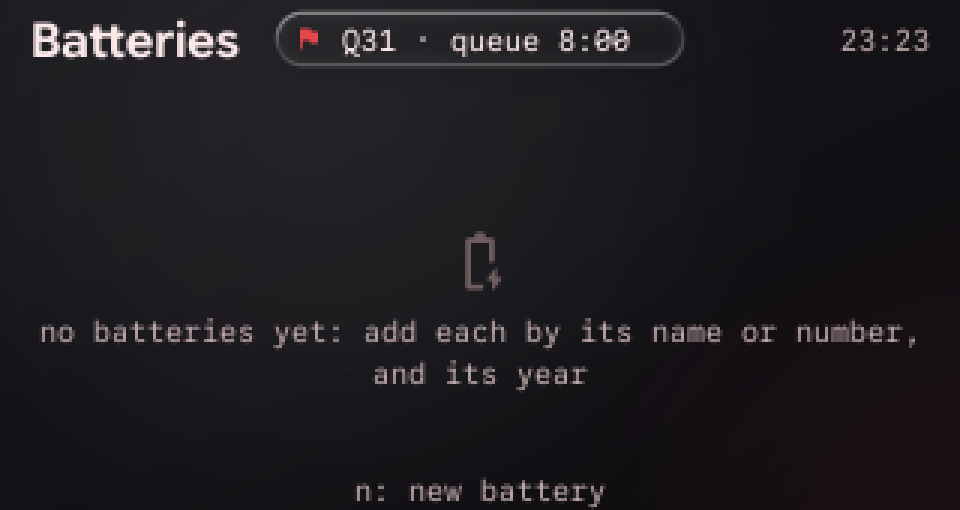 Batteries
Q31 · queue 8:00
23:23
no batteries yet: add each by its name or number,
and its year
n: new battery